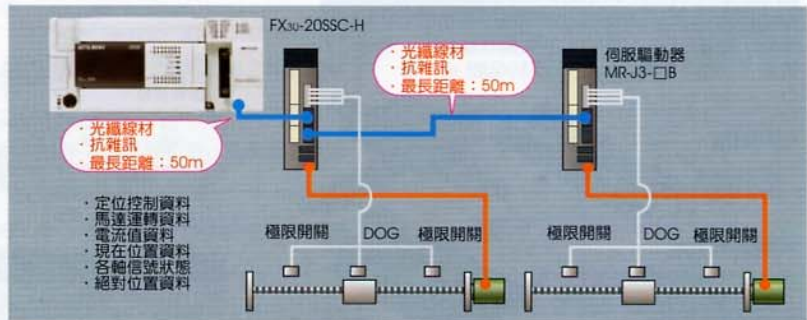 FX3U-20SSC-H
・光纖線材
・抗雜訊
・最長距離：50m
伺服驅動器
MR-J3-□B
・光纖線材
・抗雜訊
・最長距離：50m
・定位控制資料
・馬達運轉資料
・電流值資料
・現在位置資料
・各軸信號狀態
・絕對位置資料
極限開關 DOG 極限開關
極限開關 DOG 極限開關